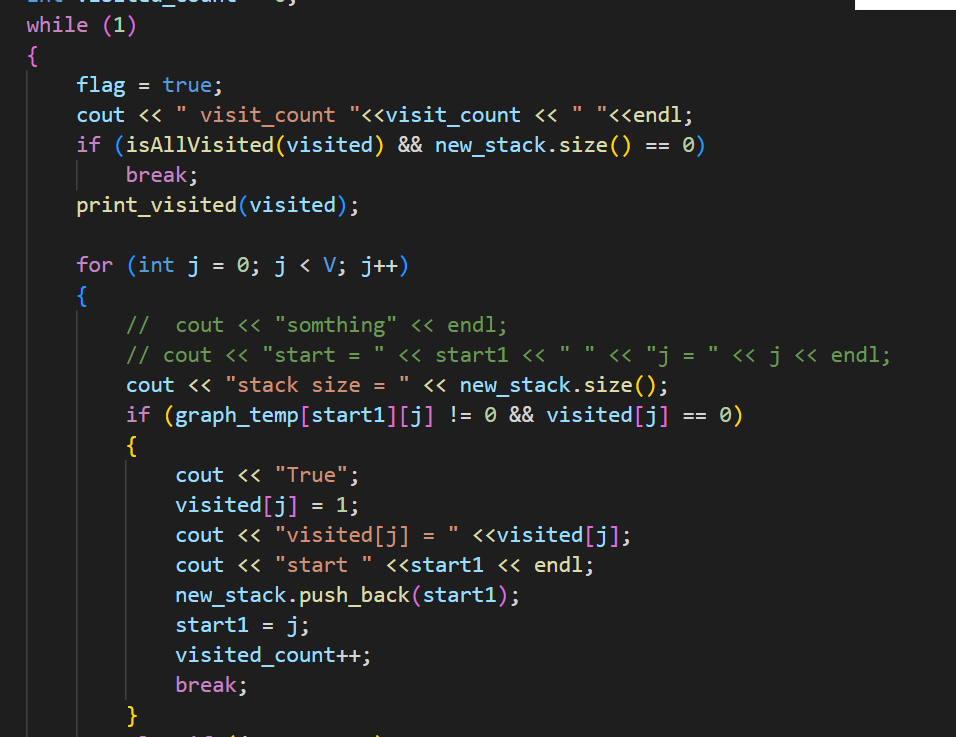 while (1)
{
flag = true;
cout << " visit_count "<<visit_count << " "<<endl;
if (isAllVisited(visited) && new_stack.size() == 0)
break;
print_visited(visited);
for (int j = 0; j < V; j++)
{
//  cout << "somthing" << endl;
// cout << "start = " << start1 << " " << "j = " << j << endl;
cout << "stack size = " << new_stack.size();
if (graph_temp[start1][j] != 0 && visited[j] == 0)
{
cout << "True";
visited[j] = 1;
cout << "visited[j] = " <<visited[j];
cout << "start " <<start1 << endl;
new_stack.push_back(start1);
start1 = j;
visited_count++;
break;
}